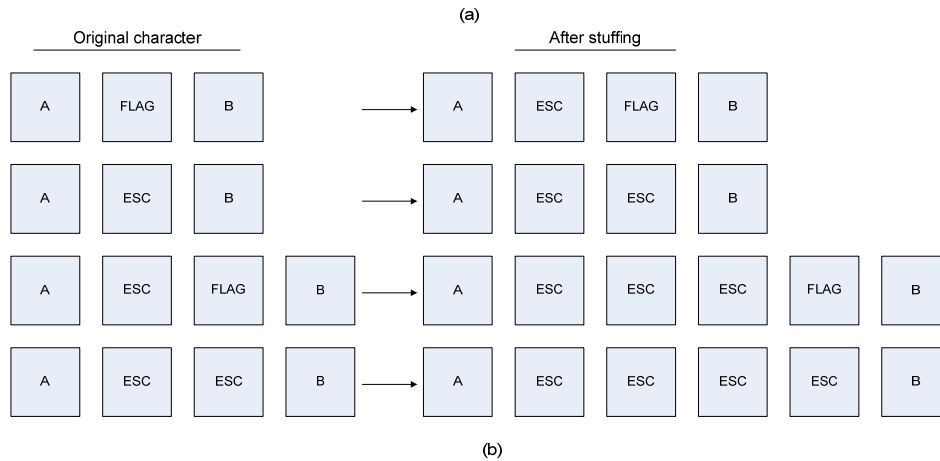 (a)
Original character After stuffing
A FLAG B A ESC FLAG B
A ESC B A ESC ESC B
A ESC FLAG B A ESC ESC ESC FLAG B
A ESC ESC B A ESC ESC ESC ESC B
(b)